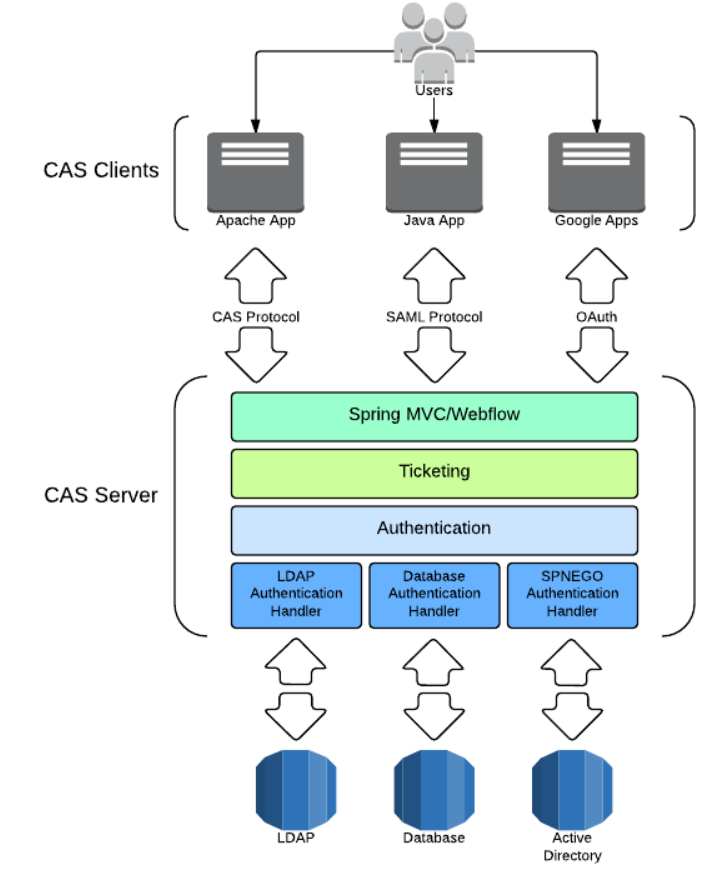 Users
CAS Clients
Apache App
Java App
Google Apps
CAS Protocol
SAML Protocol
OAuth
CAS Server
Spring MVC/Webflow
Ticketing
Authentication
LDAP
Authentication
Handler
Database
Authentication
Handler
SPNEGO
Authentication
Handler
LDAP
Database
Active
Directory